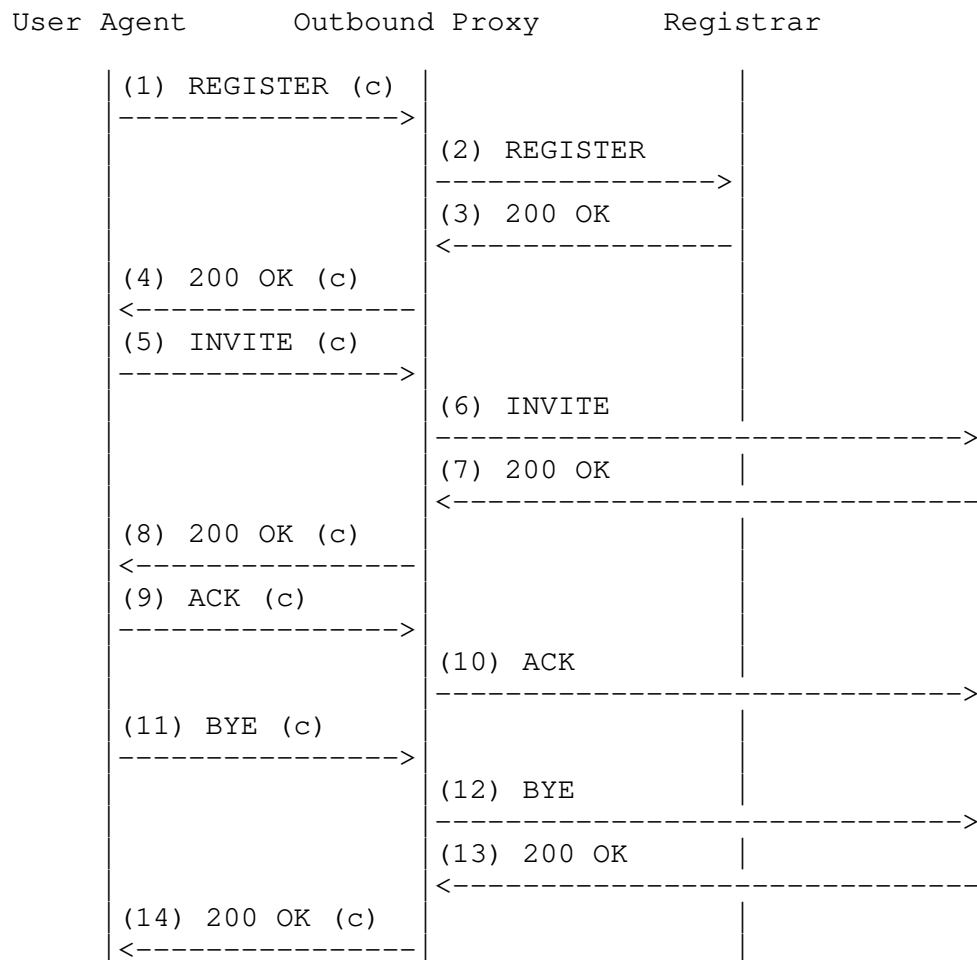 User Agent Outbound Proxy Registrar
(1) REGISTER (c)
(2) REGISTER
(3) 200 OK
(4) 200 OK (c)
(5) INVITE (c)
(6) INVITE
(7) 200 OK
(8) 200 OK (c)
(9) ACK (c)
(10) ACK
(11) BYE (c)
(12) BYE
(13) 200 OK
(14) 200 OK (c)